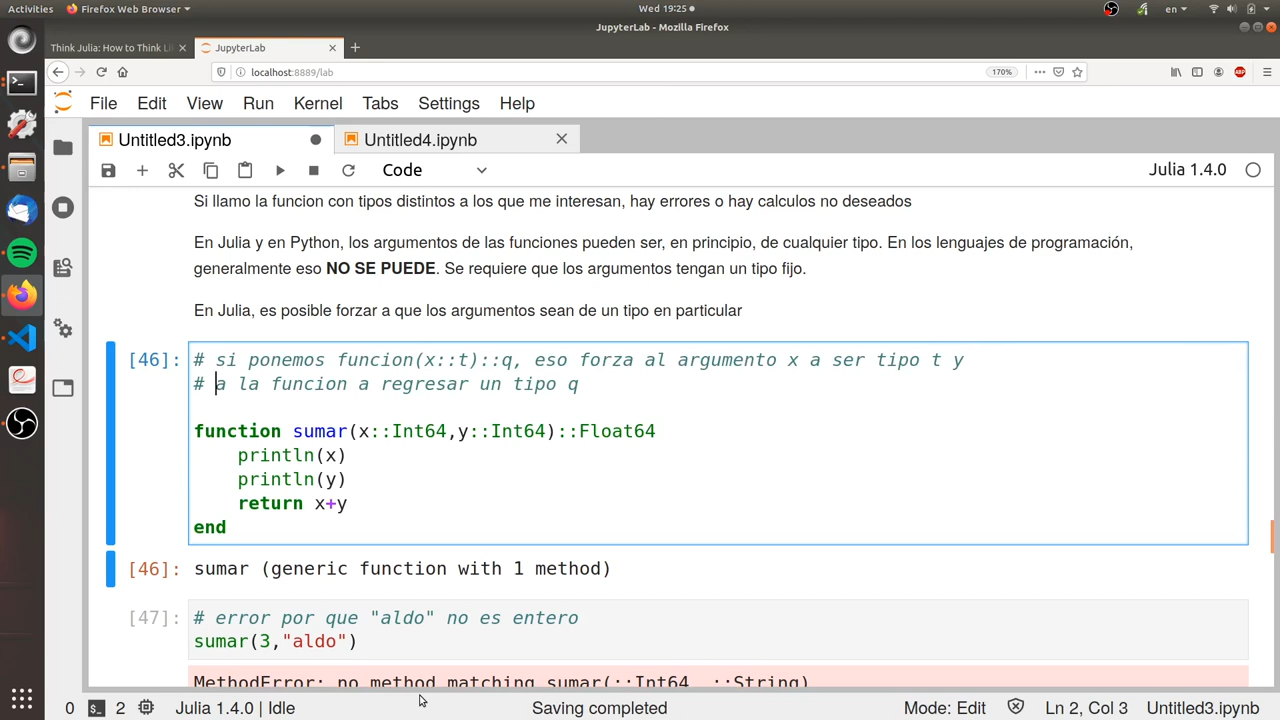 Activities Firefox Web Browser Wed 19:25 en
JupyterLab - Mozilla Firefox
Think Julia: How to Think Li JupyterLab
localhost:8889/lab 170% ABP
File Edit View Run Kernel Tabs Settings Help
Untitled3.ipynb Untitled4.ipynb
Code Julia 1.4.0
Si llamo la funcion con tipos distintos a los que me interesan, hay errores o hay calculos no deseados
En Julia y en Python, los argumentos de las funciones pueden ser, en principio, de cualquier tipo. En los lenguajes de programación,
generalmente eso NO SE PUEDE. Se requiere que los argumentos tengan un tipo fijo.
En Julia, es posible forzar a que los argumentos sean de un tipo en particular
[46]: # si ponemos funcion(x::t)::q, eso forza al argumento x a ser tipo t y
# a la funcion a regresar un tipo q
function sumar(x::Int64,y::Int64)::Float64
println(x)
println(y)
return x+y
end
[46]: sumar (generic function with 1 method)
[47]: # error por que "aldo" no es entero
sumar(3,"aldo")
MethodError: no method matching sumar(::Int64, ::String)
0 2 Julia 1.4.0 | Idle Saving completed Mode: Edit Ln 2, Col 3 Untitled3.ipynb